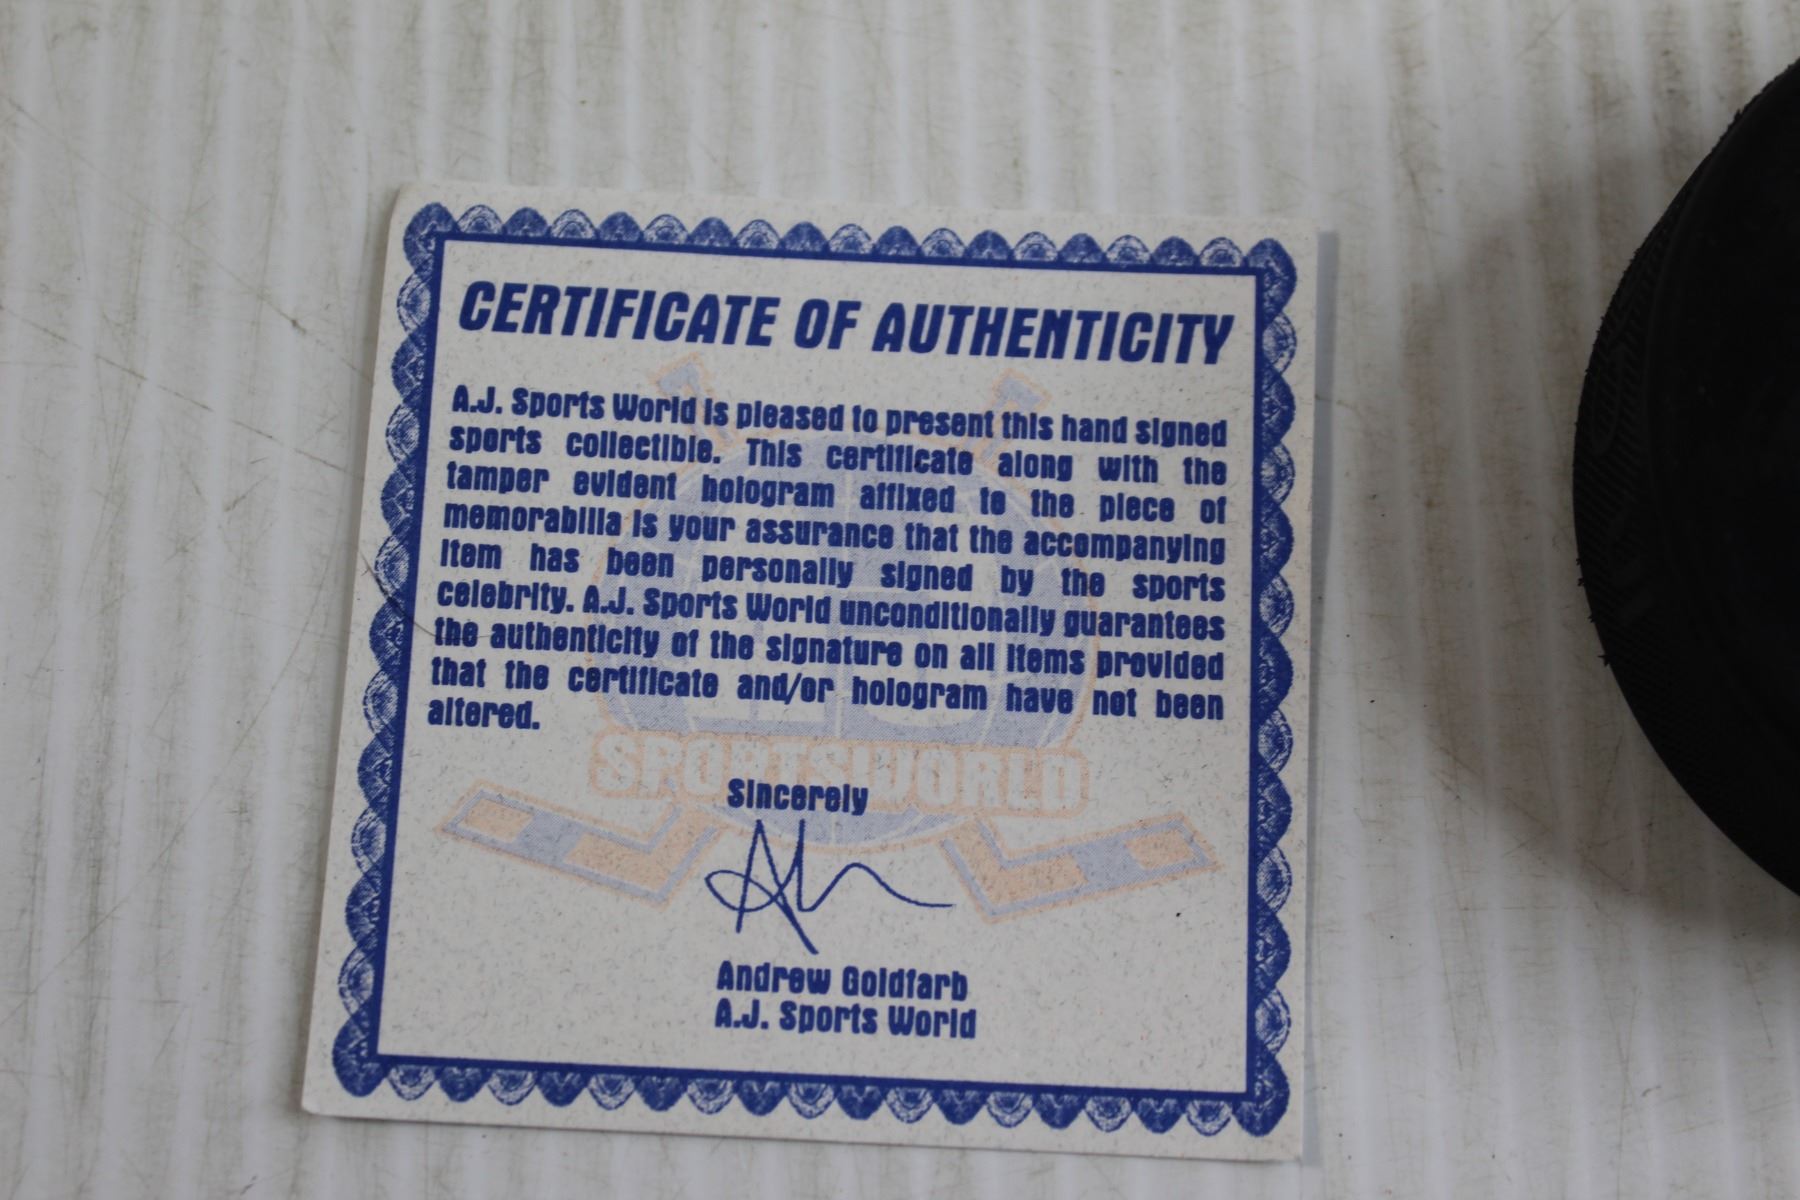 CERTIFICATE OF AUTHENTICITY
A.J. Sports World is pleased to present this hand signed
sports collectible. This certificate along with the
tamper evident hologram affixed to the piece of
memorabilia is your assurance that the accompanying
item has been personally signed by the sports
celebrity. A.J. Sports World unconditionally guarantees
the authenticity of the signature on all items provided
that the certificate and/or hologram have not been
altered.
SPORTSWORLD
Sincerely
Andrew Goldfarb
A.J. Sports World